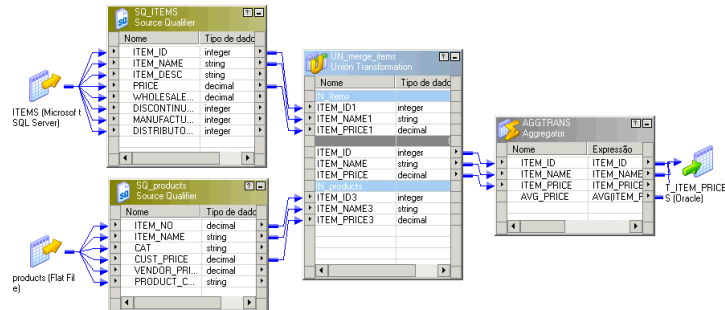 SQ_ITEMS
Source Qualifier
Nome Tipo de dado
ITEM_ID integer
ITEM_NAME string
ITEM_DESC string
PRICE decimal
WHOLESALE... decimal
DISCONTINU... integer
MANUFACTU... integer
DISTRIBUTO... integer
ITEMS (Microsoft
SQL Server)
UN_merge_items
Union Transformation
Nome Tipo de dad
IN_Items
ITEM_ID1 integer
ITEM_NAME1 string
ITEM_PRICE1 decimal
ITEM_ID integer
ITEM_NAME string
ITEM_PRICE decimal
IN_products
ITEM_ID3 integer
ITEM_NAME3 string
ITEM_PRICE3 decimal
AGGTRANS
Aggregator
Nome Expressão
ITEM_ID ITEM_ID
ITEM_NAME ITEM_NAME
ITEM_PRICE ITEM_PRICE
AVG_PRICE AVG(ITEM_F
T_ITEM_PRICE
S (Oracle)
SQ_products
Source Qualifier
Nome Tipo de dad
ITEM_NO decimal
ITEM_NAME string
CAT string
CUST_PRICE decimal
VENDOR_PRI... decimal
PRODUCT_C... string
products (Flat Fil
e)